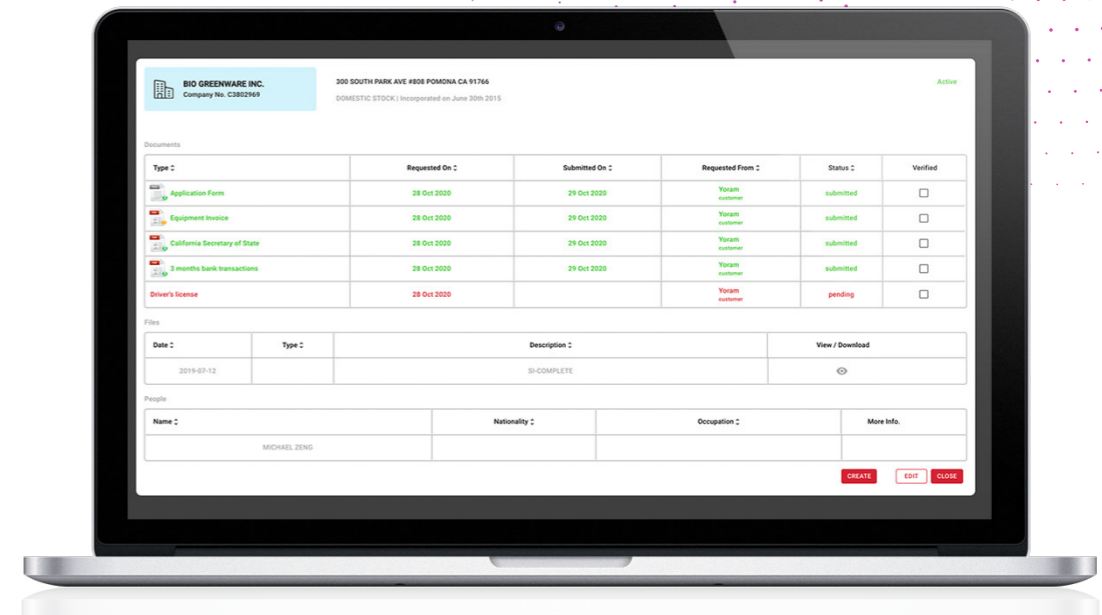 BIO GREENWARE INC.
Company No. C3802969
300 SOUTH PARK AVE #808 POMONA CA 91766
DOMESTIC STOCK | Incorporated on June 30th 2015
Active
Documents
Type Requested On Submitted On Requested From Status Verified
Application Form 28 Oct 2020 29 Oct 2020 Yoram customer submitted
Equipment Invoice 28 Oct 2020 29 Oct 2020 Yoram customer submitted
California Secretary of State 28 Oct 2020 29 Oct 2020 Yoram customer submitted
3 months bank transactions 28 Oct 2020 29 Oct 2020 Yoram customer submitted
Driver's license 28 Oct 2020 Yoram customer pending
Files
Date Type Description View / Download
2019-07-12 SI-COMPLETE
People
Name Nationality Occupation More Info.
MICHAEL ZENG
CREATE EDIT CLOSE